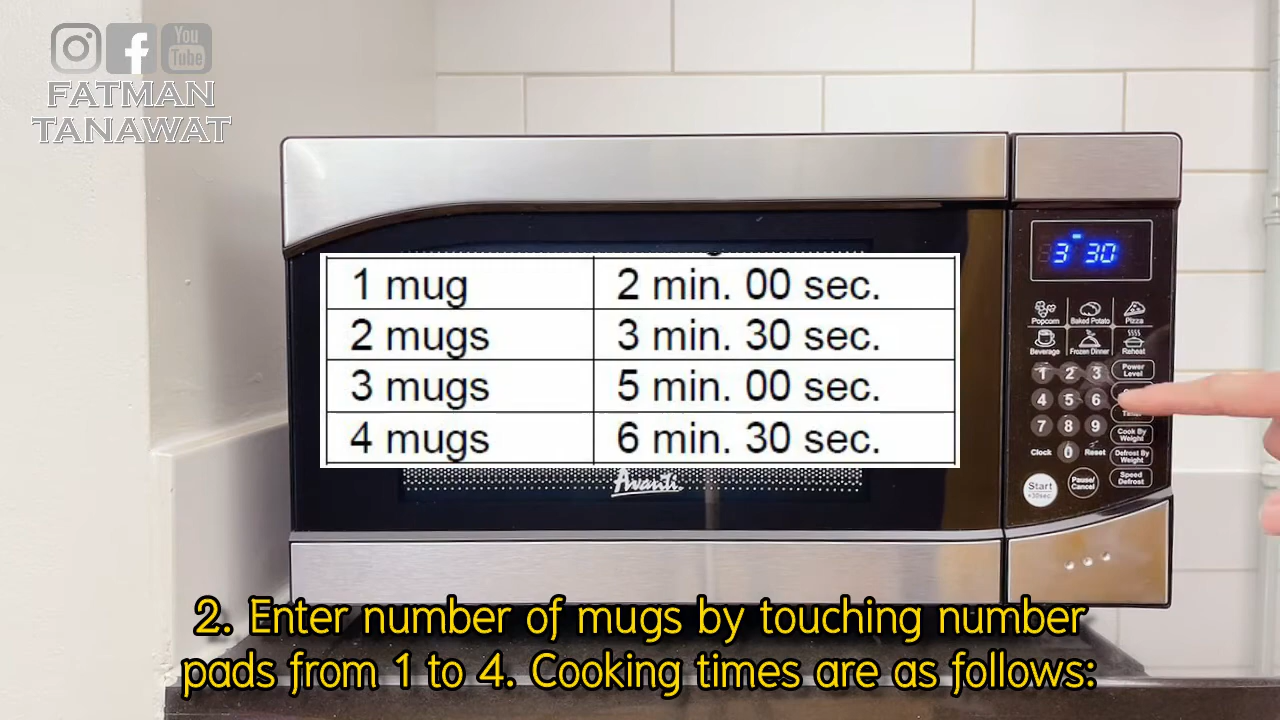 You
Tube
FATMAN
TANAWAT
1 mug 2 min. 00 sec.
2 mugs 3 min. 30 sec.
3 mugs 5 min. 00 sec.
4 mugs 6 min. 30 sec.
Avanti
3 30
Popcorn Baked Potato Pizza
Beverage Frozen Dinner Reheat
1 2 3 Power Level
4 5 6
7 8 9 Cook By Weight
Clock 0 Reset Defrost By Weight
Start +30sec. Pause/Cancel Speed Defrost
2. Enter number of mugs by touching number
pads from 1 to 4. Cooking times are as follows: